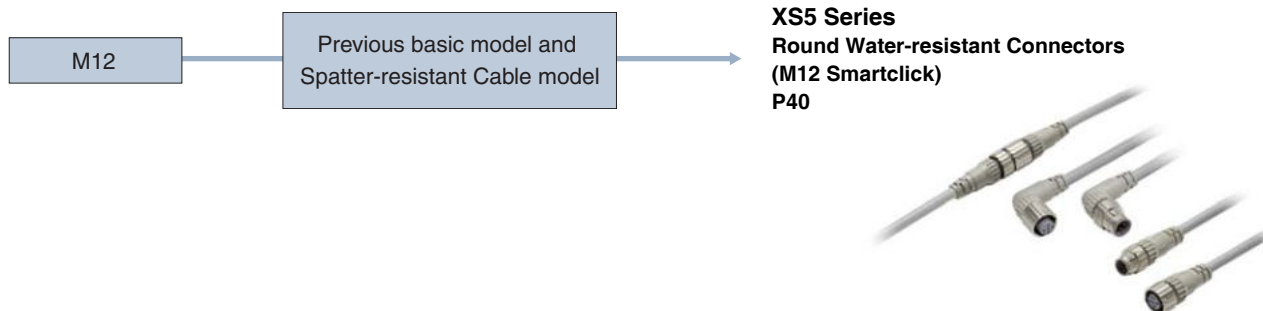 M12
Previous basic model and
Spatter-resistant Cable model
XS5 Series
Round Water-resistant Connectors
(M12 Smartclick)
P40